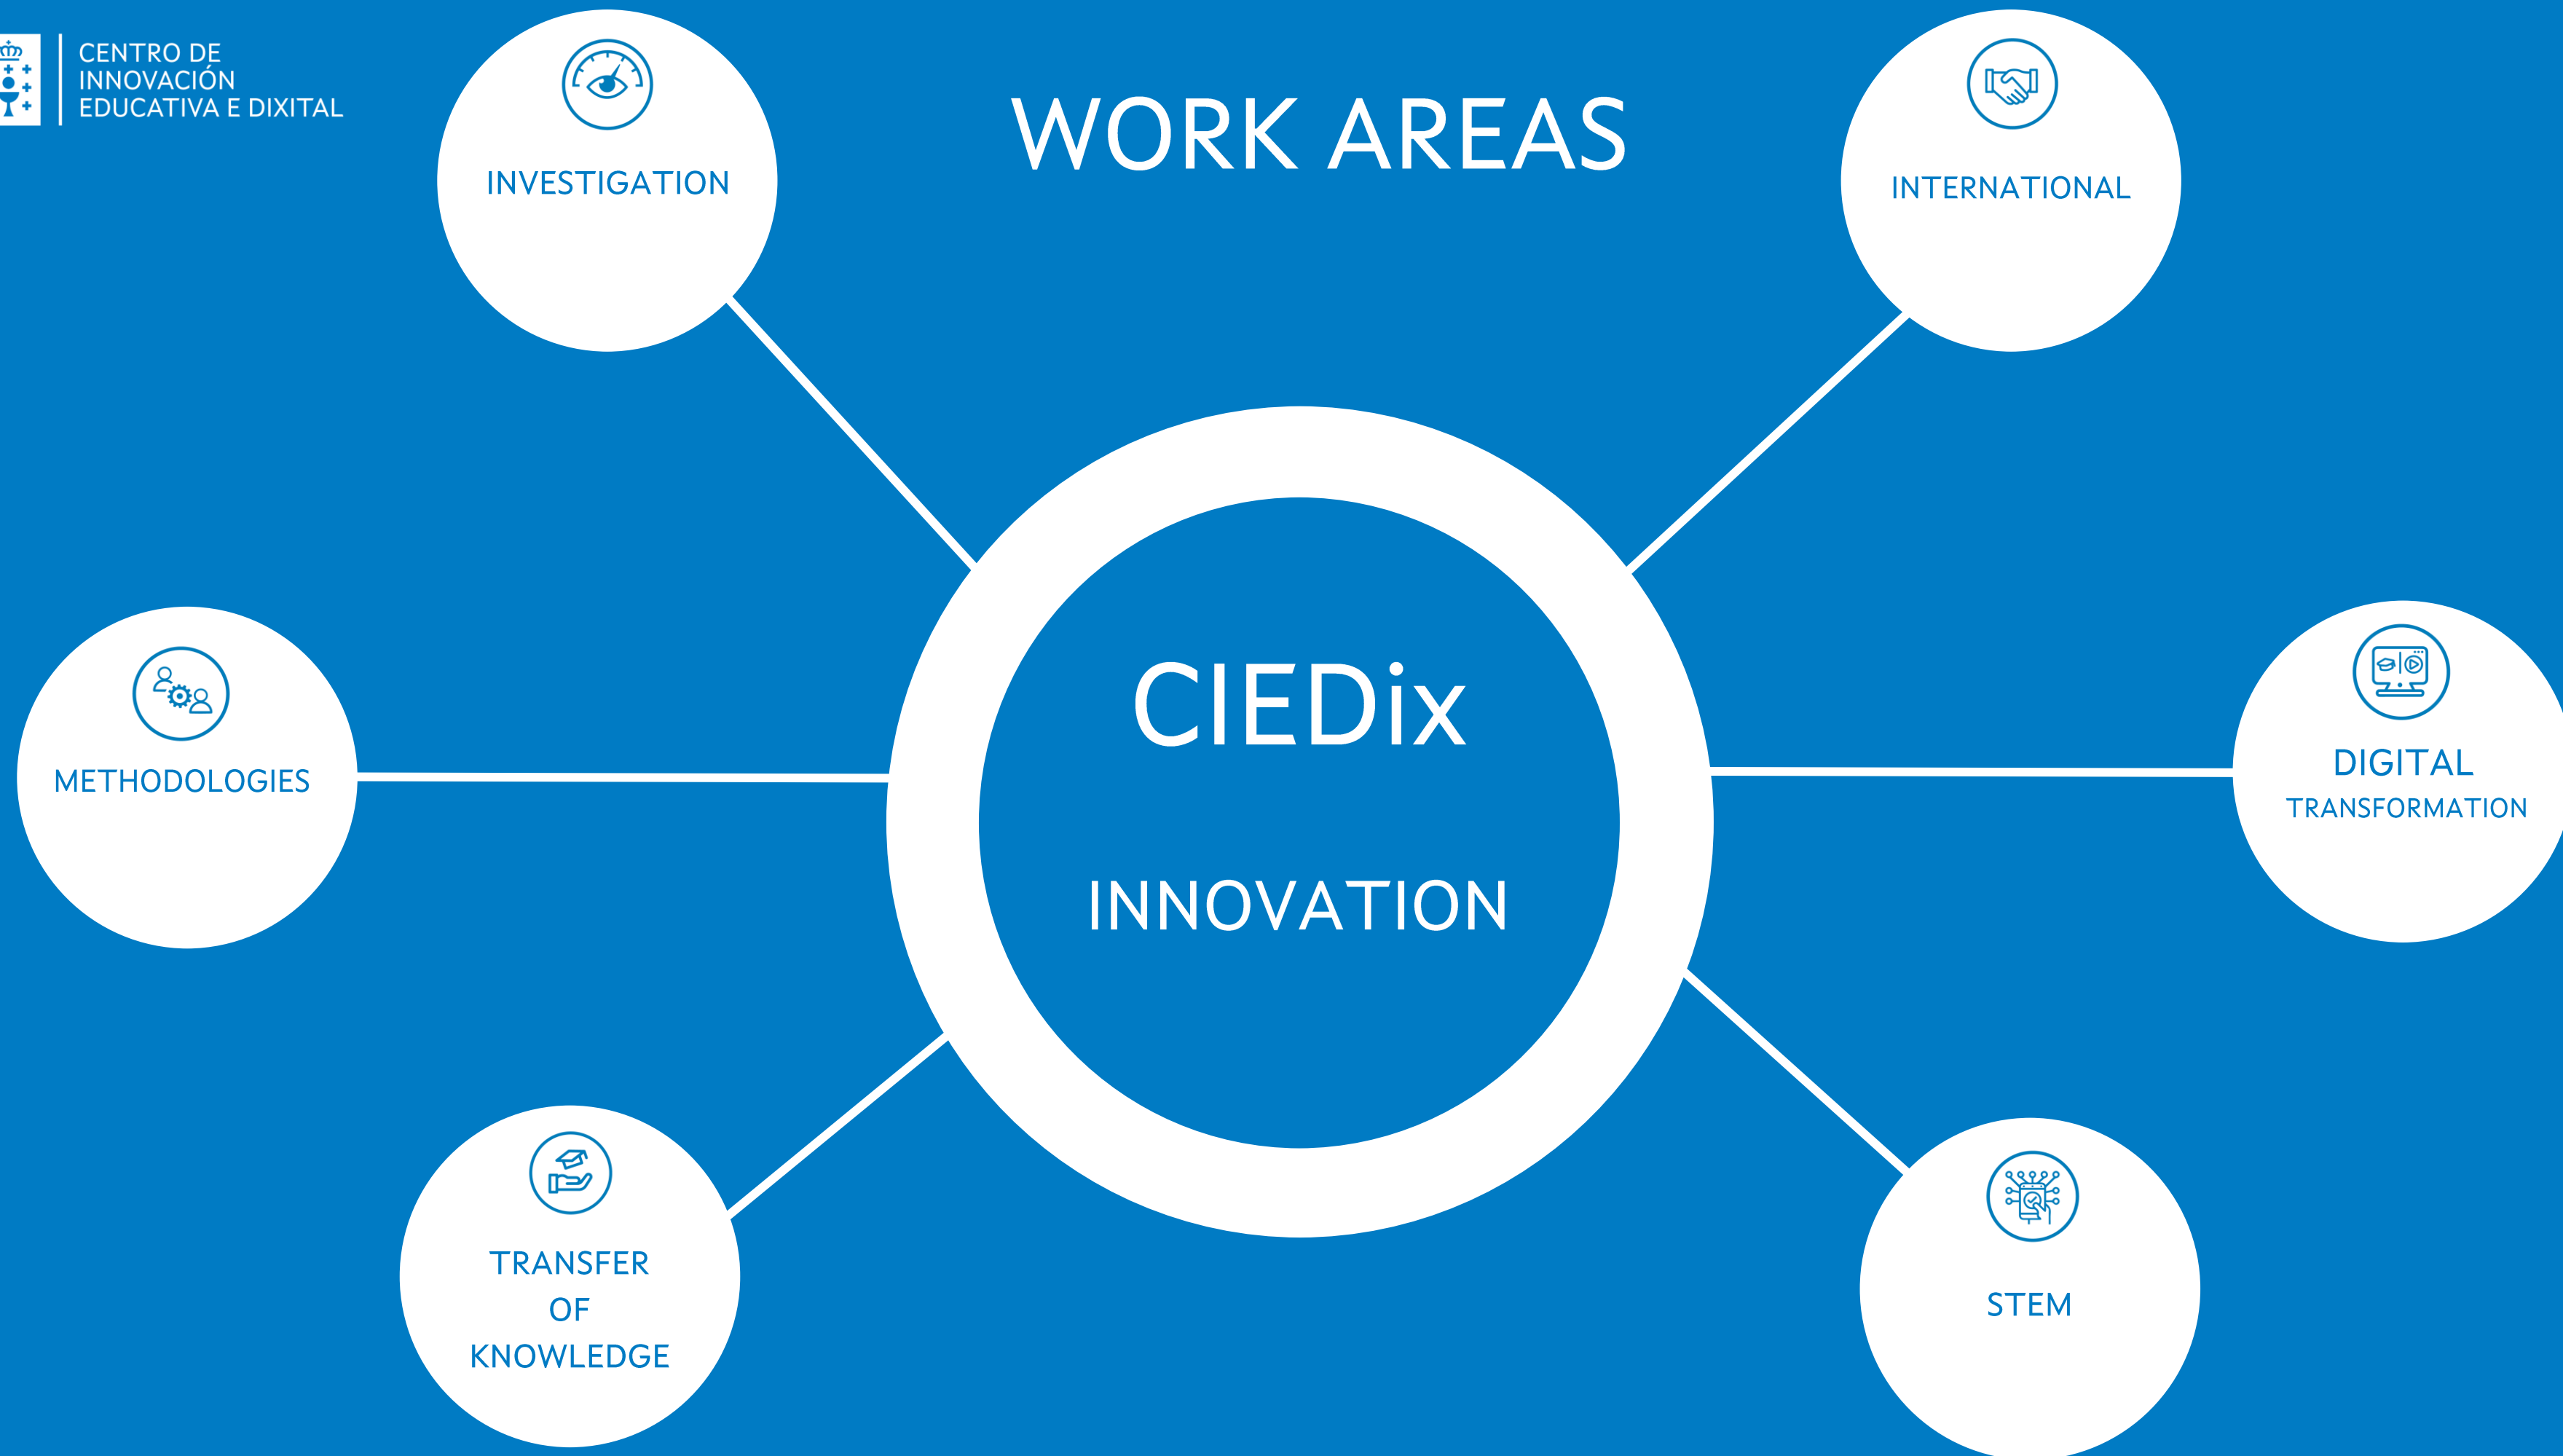 CENTRO DE
INNOVACIÓN
EDUCATIVA E DIXITAL
WORK AREAS
INVESTIGATION
INTERNATIONAL
METHODOLOGIES
CIEDix
INNOVATION
DIGITAL
TRANSFORMATION
TRANSFER
OF
KNOWLEDGE
STEM